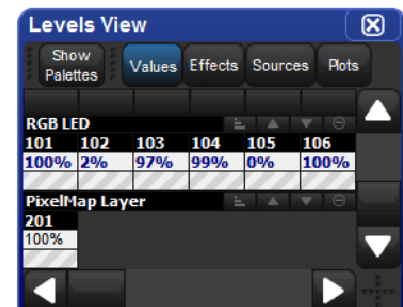 Levels View
Show Palettes Values Effects Sources Plots
RGB LED
101 102 103 104 105 106
100% 2% 97% 99% 0% 100%
PixelMap Layer
201
100%